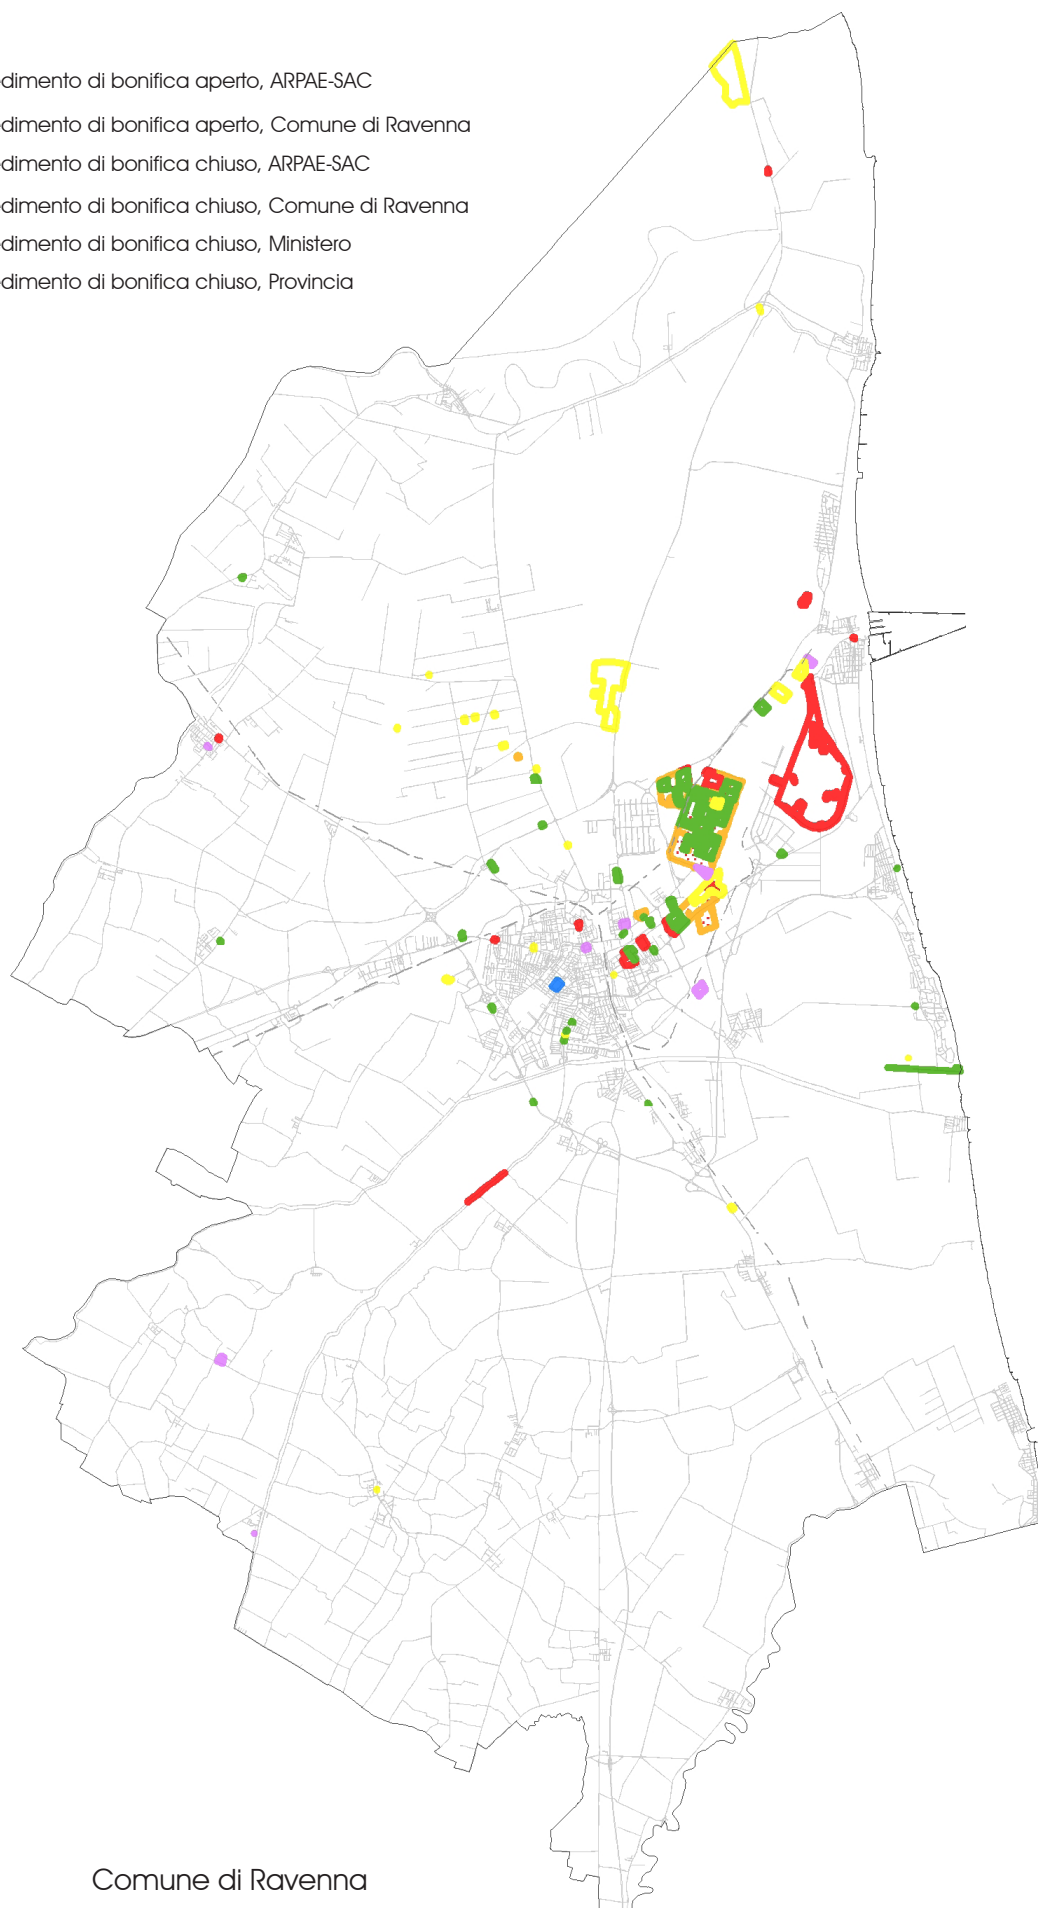 dimento di bonifica aperto, ARPAE-SAC
dimento di bonifica aperto, Comune di Ravenna
dimento di bonifica chiuso, ARPAE-SAC
dimento di bonifica chiuso, Comune di Ravenna
dimento di bonifica chiuso, Ministero
dimento di bonifica chiuso, Provincia
Comune di Ravenna